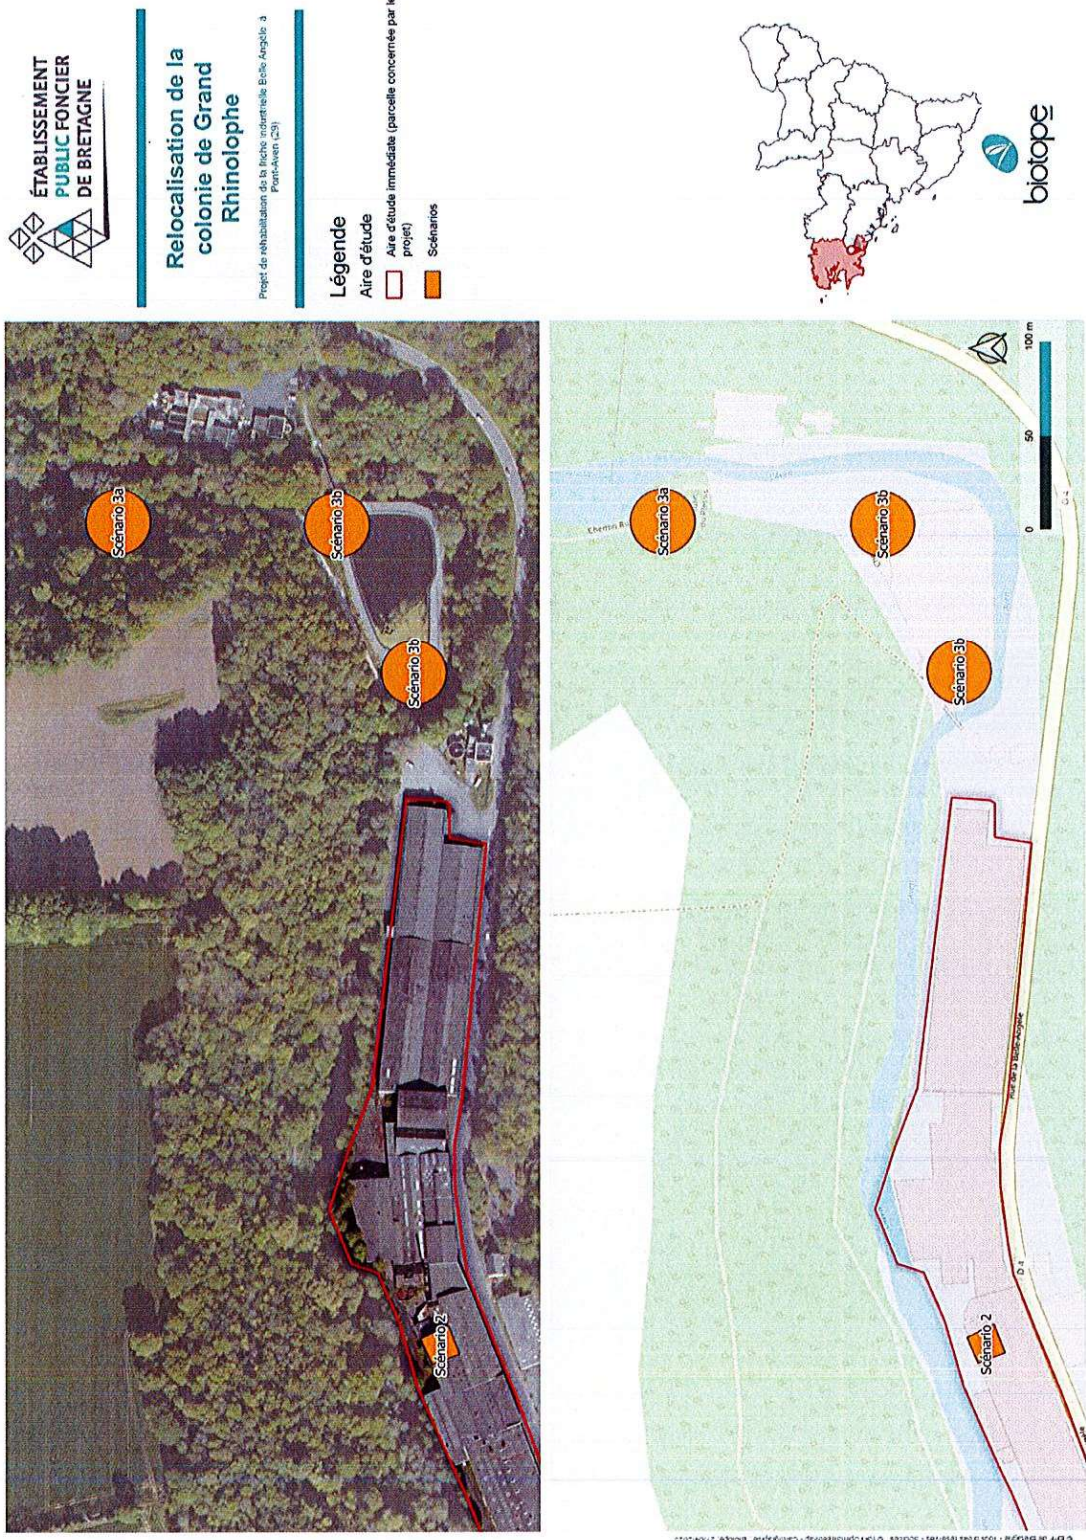 ÉTABLISSEMENT
PUBLIC FONCIER
DE BRETAGNE
Relocalisation de la
colonie de Grand
Rhinolophe
Projet de réhabilitation de la friche industrielle Belle Angèle à
Pont-Aven (29)
Légende
Aire d'étude
Aire d'étude immédiate (parcelle concernée par le
projet)
Scénarios
biotope
Scénario 3a
Scénario 3b
Scénario 3b
Scénario 2
Scénario 3a
Scénario 3b
Scénario 3b
Scénario 2
Rue de la Belle-Angèle
D 4
D 4
0
50
100 m